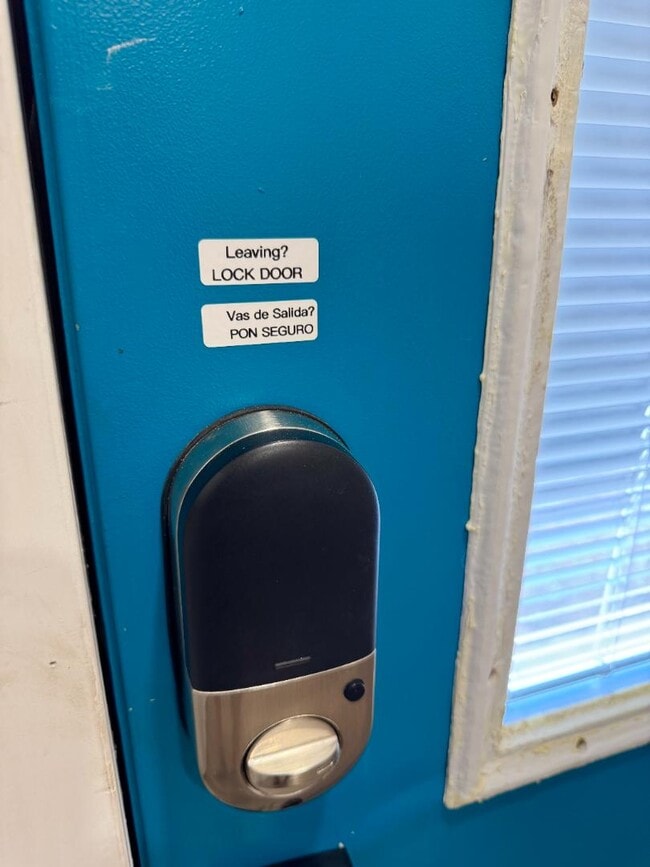 Leaving?
LOCK DOOR
Vas de Salida?
PON SEGURO